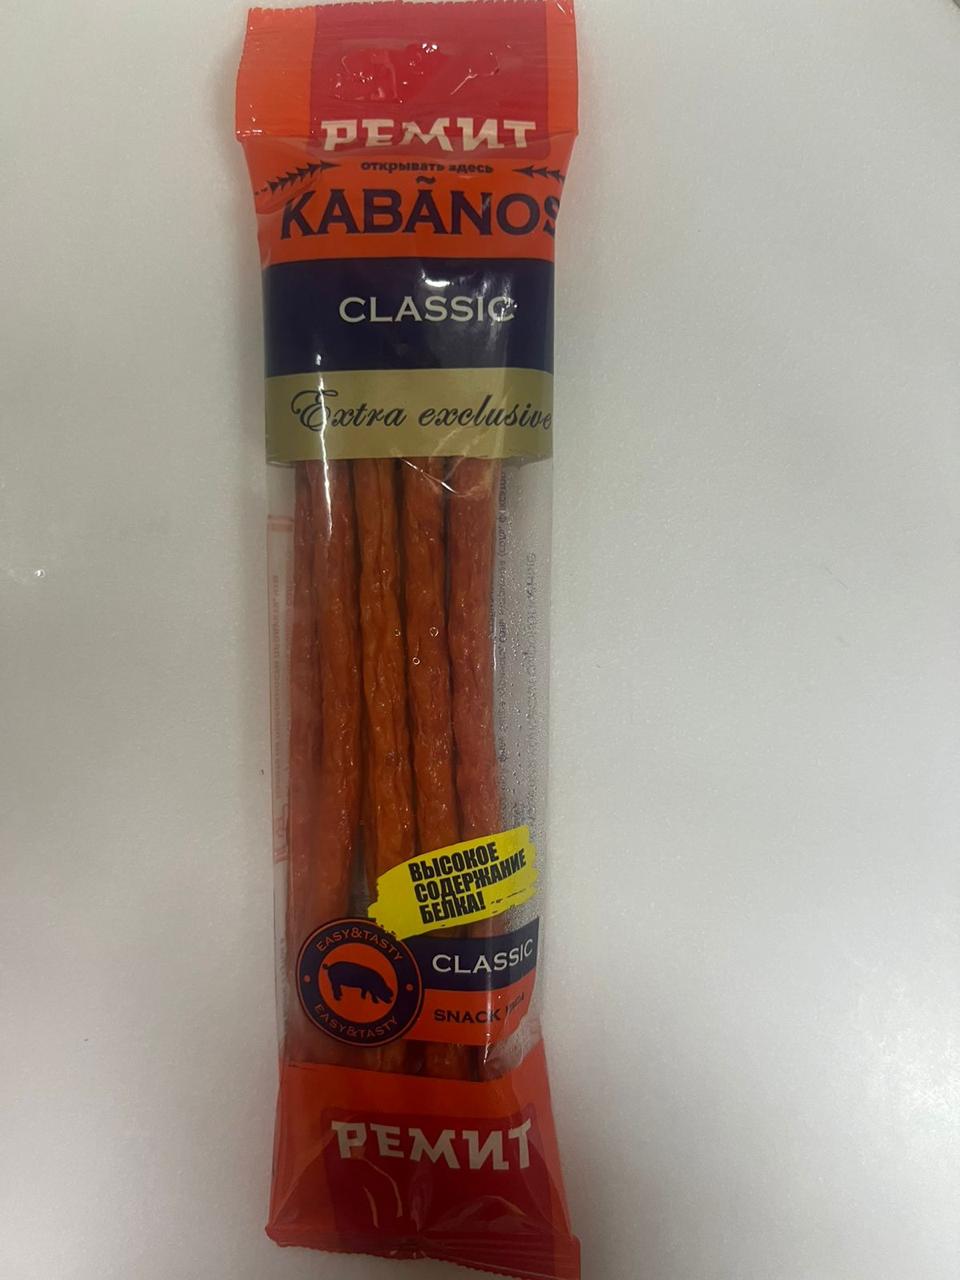 РЕМИТ
открывать здесь
KABÃNOS
CLASSIC
Extra exclusive
ВЫСОКОЕ
СОДЕРЖАНИЕ
БЕЛКА!
EASY&TASTY
EASY&TASTY
CLASSIC
SNACK
РЕМИТ